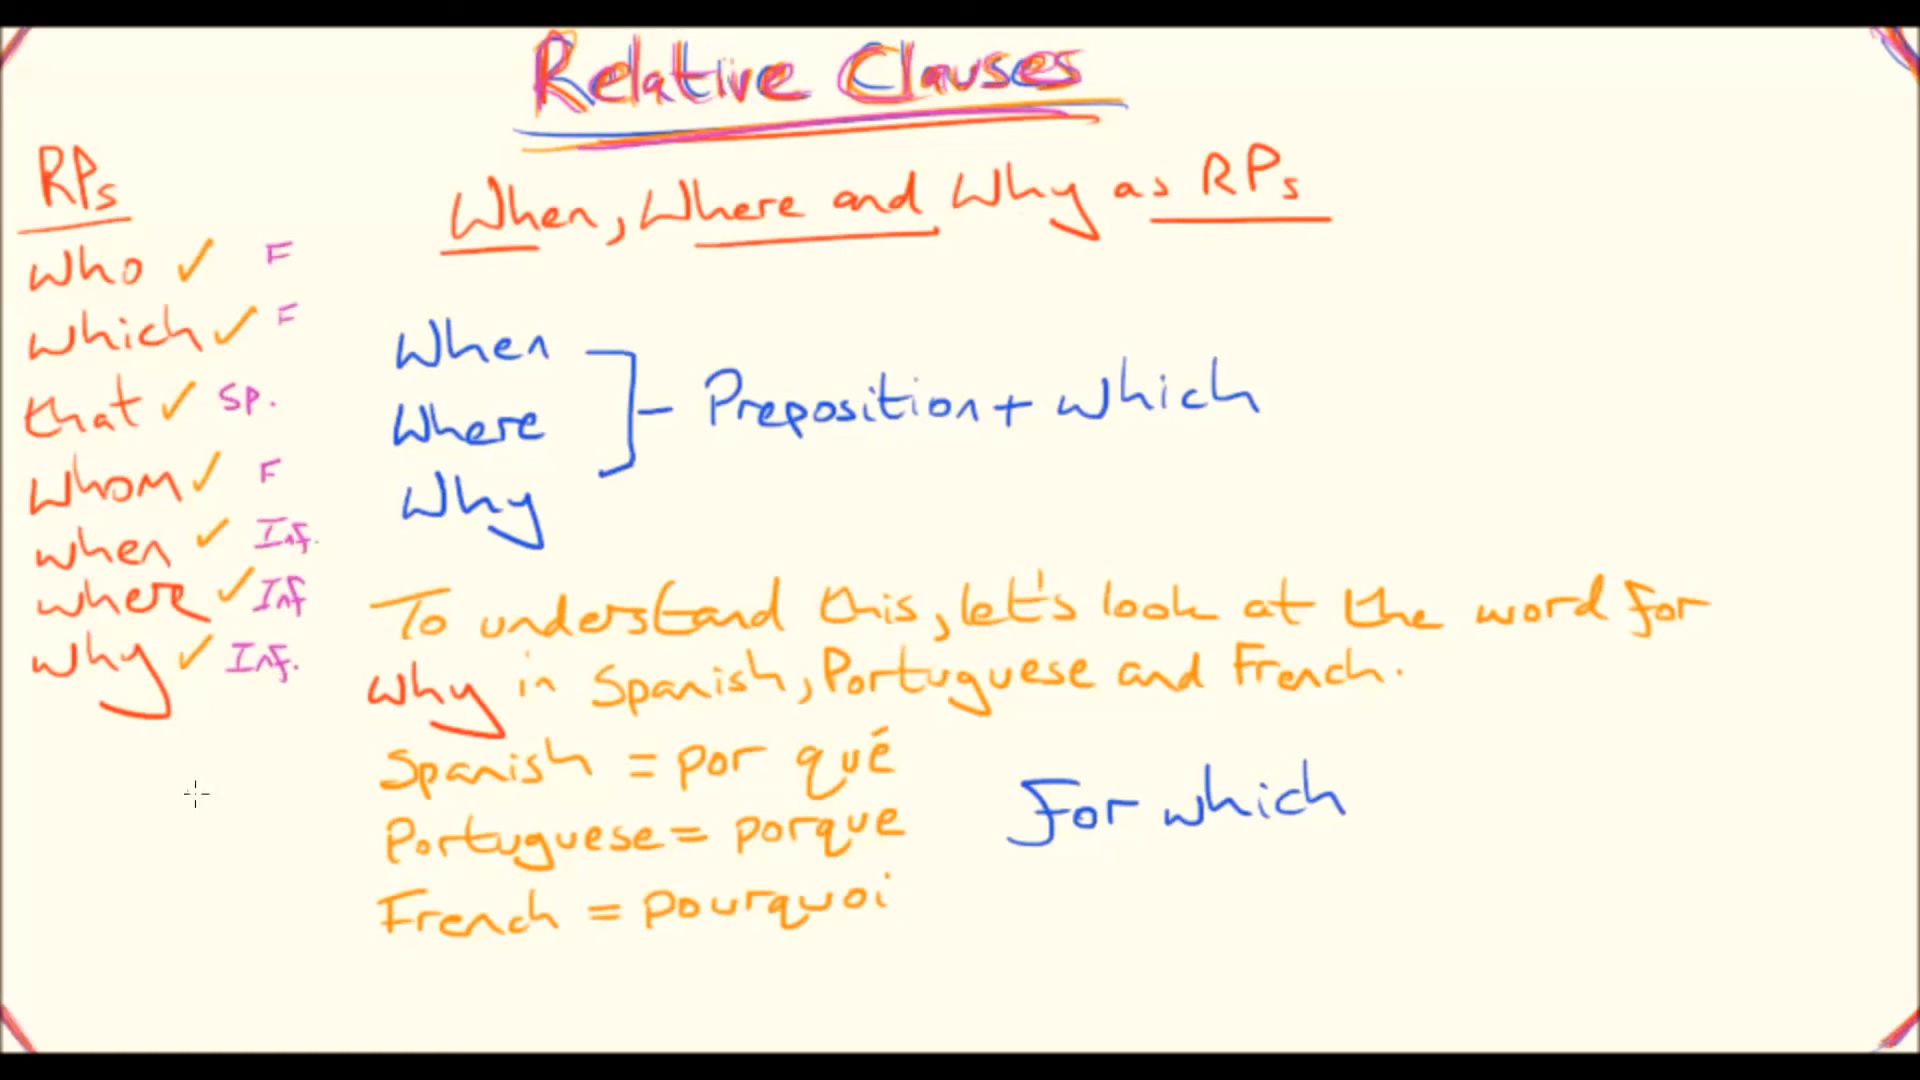 Relative Clauses
When, Where and Why as RPs
RPs
who ✓ F
which ✓ F
that ✓ SP.
whom ✓ F
when ✓ Inf.
where ✓ Inf
why ✓ Inf.
When
Where
Why
Preposition + which
To understand this, let's look at the word for
why in Spanish, Portuguese and French.
Spanish = por qué
Portuguese = porque
French = pourquoi
For which